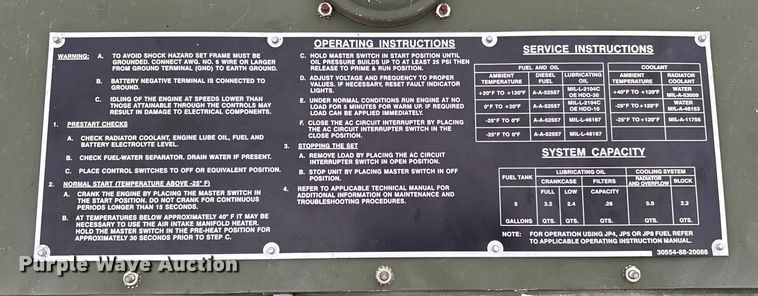 OPERATING INSTRUCTIONS
WARNING: A. TO AVOID SHOCK HAZARD SET FRAME MUST BE
GROUNDED. CONNECT AWG. NO. 6 WIRE OR LARGER
FROM GROUND TERMINAL (GND) TO EARTH GROUND.
B. BATTERY NEGATIVE TERMINAL IS CONNECTED TO
GROUND.
C. IDLING OF THE ENGINE AT SPEEDS LOWER THAN
THOSE ATTAINABLE THROUGH THE CONTROLS MAY
RESULT IN DAMAGE TO ELECTRICAL COMPONENTS.
1. PRESTART CHECKS
A. CHECK RADIATOR COOLANT, ENGINE LUBE OIL, FUEL AND
BATTERY ELECTROLYTE LEVEL.
B. CHECK FUEL-WATER SEPARATOR. DRAIN WATER IF PRESENT.
C. PLACE CONTROL SWITCHES TO OFF OR EQUIVALENT POSITION.
2. NORMAL START (TEMPERATURE ABOVE -25° F)
A. CRANK THE ENGINE BY PLACING THE MASTER SWITCH IN
THE START POSITION. DO NOT CRANK FOR CONTINUOUS
PERIODS LONGER THAN 15 SECONDS.
B. AT TEMPERATURES BELOW APPROXIMATELY 40° F IT MAY BE
NECESSARY TO USE THE AIR INTAKE MANIFOLD HEATER,
HOLD THE MASTER SWITCH IN THE PRE-HEAT POSITION FOR
APPROXIMATELY 30 SECONDS PRIOR TO STEP C.
C. HOLD MASTER SWITCH IN START POSITION UNTIL
OIL PRESSURE BUILDS UP TO AT LEAST 25 PSI THEN
RELEASE TO PRIME & RUN POSITION.
D. ADJUST VOLTAGE AND FREQUENCY TO PROPER
VALUES. IF NECESSARY, RESET FAULT INDICATOR
LIGHTS.
E. UNDER NORMAL CONDITIONS RUN ENGINE AT NO
LOAD FOR 5 MINUTES FOR WARM UP. IF REQUIRED
LOAD CAN BE APPLIED IMMEDIATELY.
F. CLOSE THE AC CIRCUIT INTERRUPTER BY PLACING
THE AC CIRCUIT INTERRUPTER SWITCH IN THE
CLOSE POSITION.
3. STOPPING THE SET
A. REMOVE LOAD BY PLACING THE AC CIRCUIT
INTERRUPTER SWITCH IN OPEN POSITION.
B. STOP UNIT BY PLACING MASTER SWITCH IN OFF
POSITION.
4. REFER TO APPLICABLE TECHNICAL MANUAL FOR
ADDITIONAL INFORMATION ON MAINTENANCE AND
TROUBLESHOOTING PROCEDURES.
SERVICE INSTRUCTIONS
FUEL AND OIL COOLANT
AMBIENT TEMPERATURE DIESEL FUEL LUBRICATING OIL AMBIENT TEMPERATURE RADIATOR COOLANT
+20°F TO +120°F A-A-52557 MIL-L-2104C OE HDO-30 +40°F TO +120°F WATER MIL-A-53009
0°F TO +20°F A-A-52557 MIL-L-2104C OE HDO-10 -25°F TO +120°F WATER MIL-A-46153
-25°F TO 0°F A-A-52557 MIL-L-46167 -25°F TO +120°F MIL-A-11755
-25°F TO 0°F A-A-52557 MIL-L-46167
SYSTEM CAPACITY
FUEL TANK LUBRICATING OIL COOLING SYSTEM
CRANKCASE FILTERS RADIATOR AND OVERFLOW BLOCK
FULL LOW CAPACITY
5 3.2 2.4 .26 5.0 2.2
GALLONS QTS. QTS. QTS. QTS. QTS.
NOTE: FOR OPERATION USING JP4, JP5 OR JP8 FUEL REFER
TO APPLICABLE OPERATING INSTRUCTION MANUAL.
30554-88-20088
Purple Wave Auction